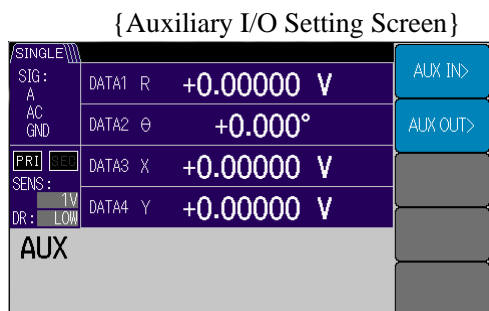 {Auxiliary I/O Setting Screen}
SINGLE
SIG:
A
AC
GND
PRI SEC
SENS:
1V
DR: LOW
DATA1 R +0.00000 V
DATA2 θ +0.000°
DATA3 X +0.00000 V
DATA4 Y +0.00000 V
AUX
AUX IN>
AUX OUT>